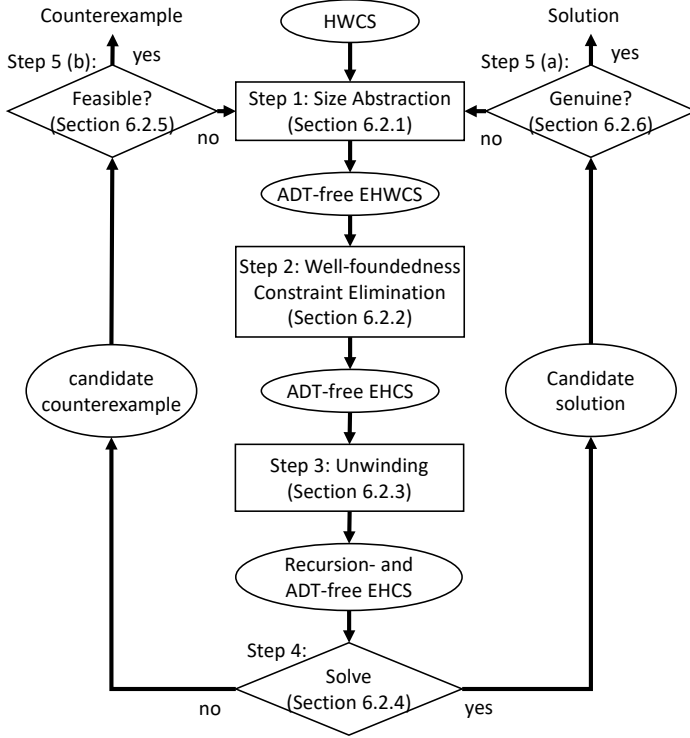 Counterexample
HWCS
Solution
Step 5 (b):
yes
Step 5 (a):
yes
Feasible?
(Section 6.2.5)
no
Step 1: Size Abstraction
(Section 6.2.1)
Genuine?
(Section 6.2.6)
no
ADT-free EHWCS
Step 2: Well-foundedness
Constraint Elimination
(Section 6.2.2)
candidate
counterexample
ADT-free EHCS
Candidate
solution
Step 3: Unwinding
(Section 6.2.3)
Recursion- and
ADT-free EHCS
Step 4:
Solve
(Section 6.2.4)
no
yes